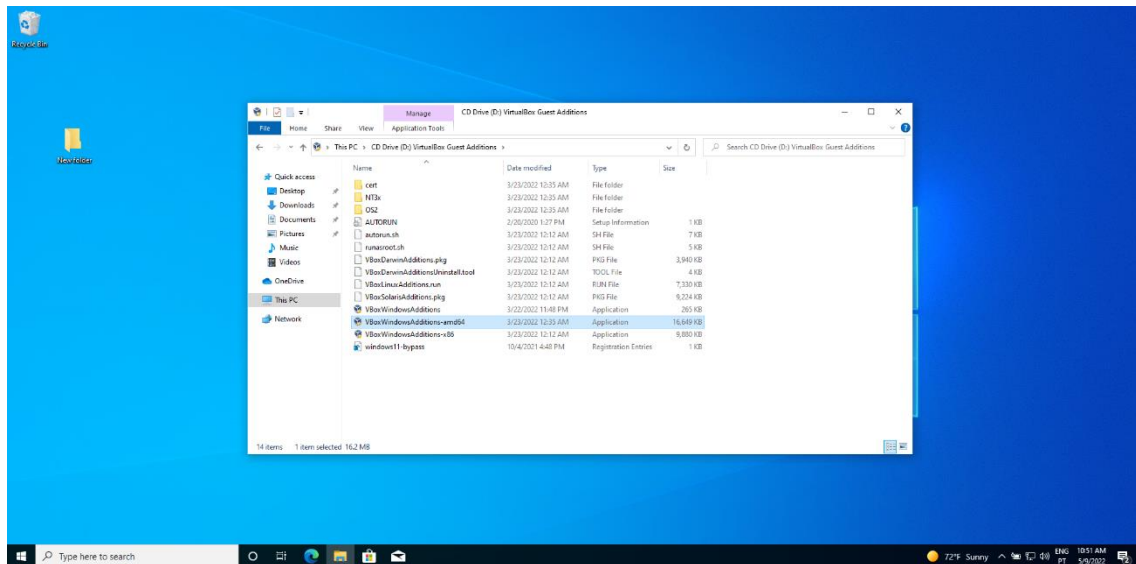 Recycle Bin
New folder
Manage
CD Drive (D:) VirtualBox Guest Additions
File Home Share View Application Tools
This PC › CD Drive (D:) VirtualBox Guest Additions ›
Search CD Drive (D:) VirtualBox Guest Additions
Name Date modified Type Size
Quick access
Desktop
Downloads
Documents
Pictures
Music
Videos
OneDrive
This PC
Network
cert 3/23/2022 12:35 AM File folder
NT3x 3/23/2022 12:35 AM File folder
OS2 3/23/2022 12:35 AM File folder
AUTORUN 2/20/2020 1:27 PM Setup Information 1 KB
autorun.sh 3/23/2022 12:12 AM SH File 7 KB
runasroot.sh 3/23/2022 12:12 AM SH File 5 KB
VBoxDarwinAdditions.pkg 3/23/2022 12:12 AM PKG File 3,940 KB
VBoxDarwinAdditionsUninstall.tool 3/23/2022 12:12 AM TOOL File 4 KB
VBoxLinuxAdditions.run 3/23/2022 12:12 AM RUN File 7,330 KB
VBoxSolarisAdditions.pkg 3/23/2022 12:12 AM PKG File 9,224 KB
VBoxWindowsAdditions 3/22/2022 11:48 PM Application 265 KB
VBoxWindowsAdditions-amd64 3/23/2022 12:35 AM Application 16,649 KB
VBoxWindowsAdditions-x86 3/23/2022 12:12 AM Application 9,880 KB
windows11-bypass 10/4/2021 4:48 PM Registration Entries 1 KB
14 items 1 item selected 16.2 MB
Type here to search
72°F Sunny
ENG
PT
10:51 AM
5/9/2022